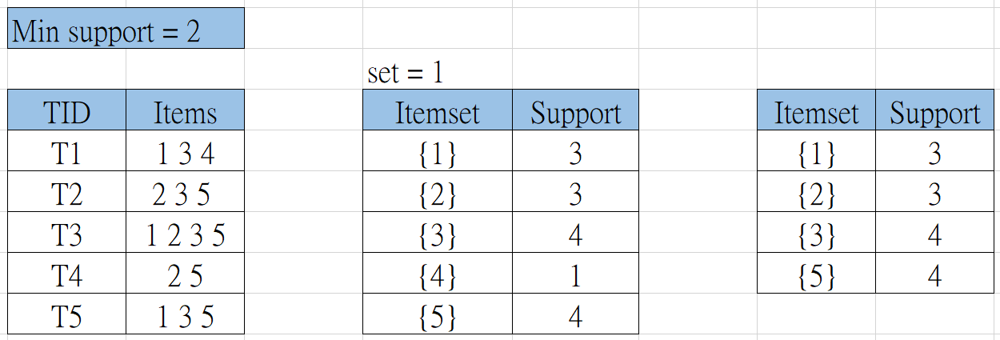 Min support = 2
set = 1
TID Items Itemset Support Itemset Support
T1 1 3 4 {1} 3 {1} 3
T2 2 3 5 {2} 3 {2} 3
T3 1 2 3 5 {3} 4 {3} 4
T4 2 5 {4} 1 {5} 4
T5 1 3 5 {5} 4